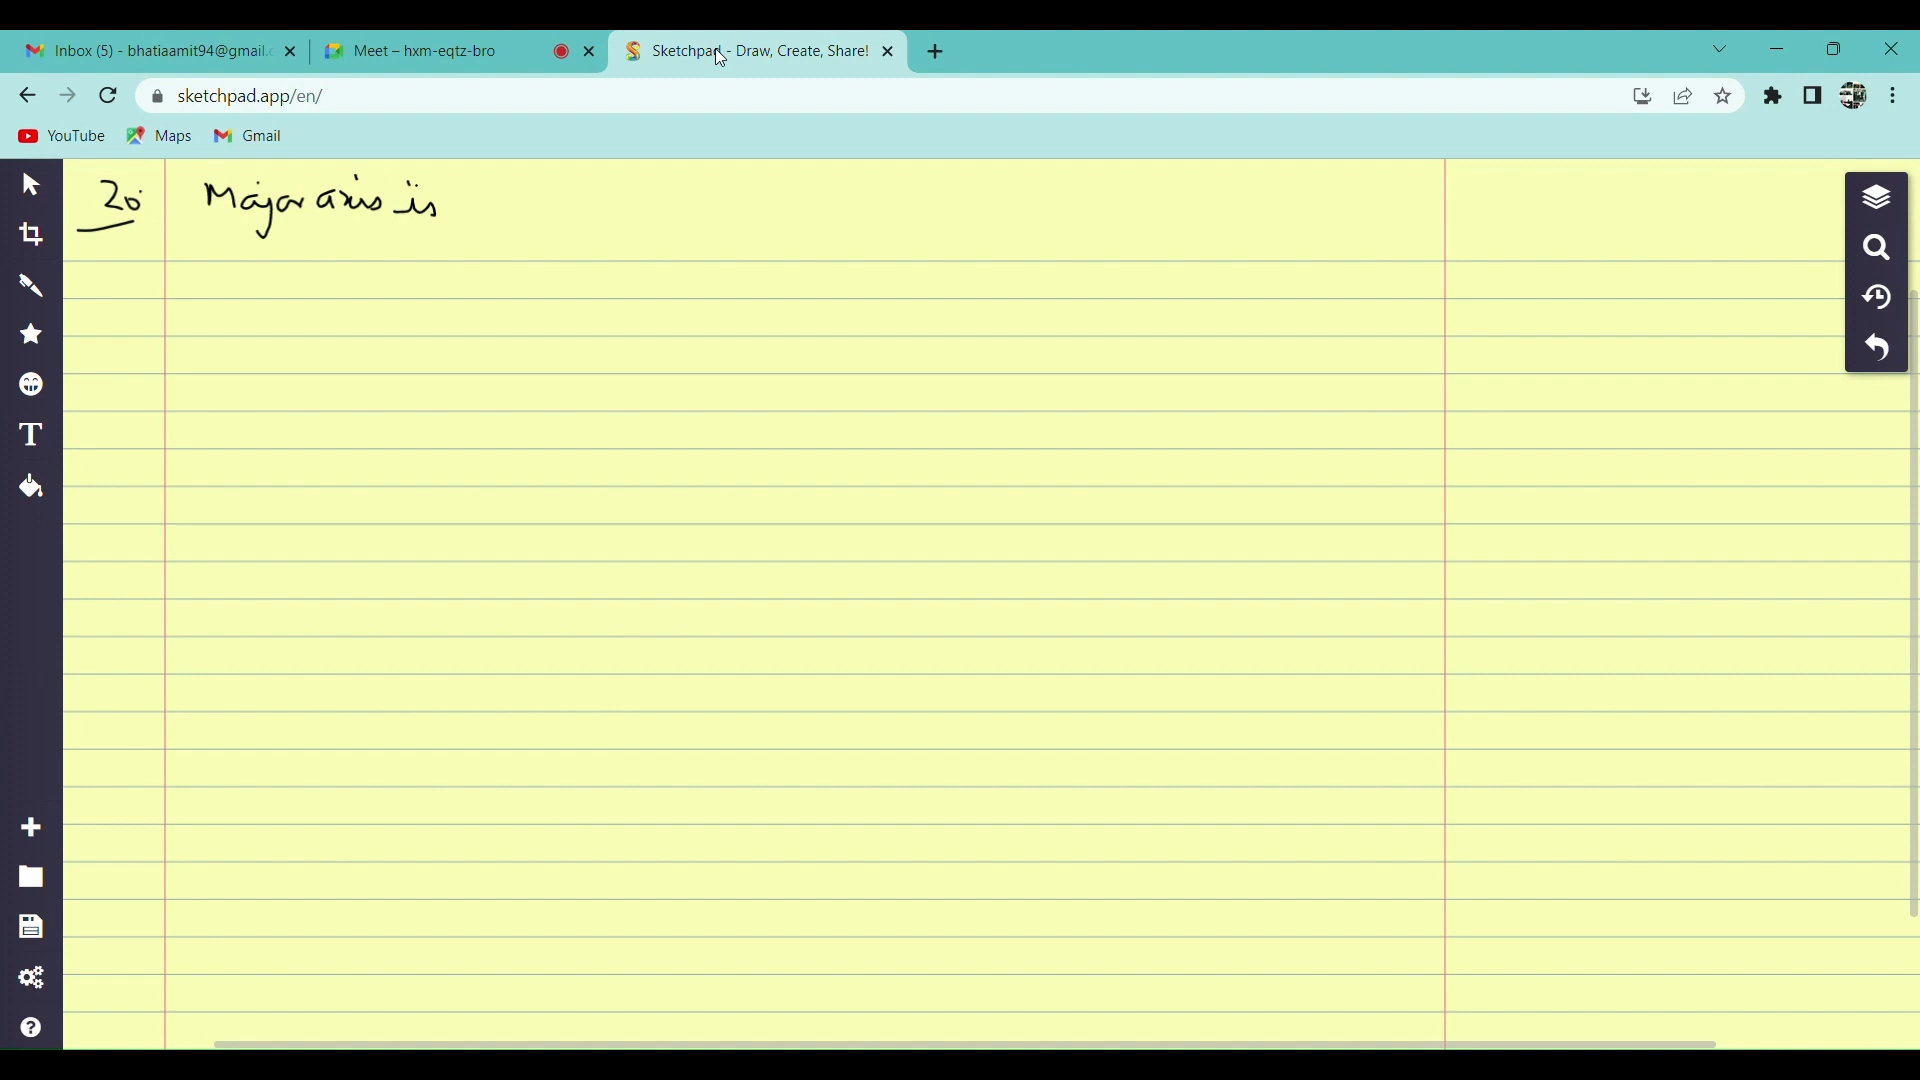 Inbox (5) - bhatiaamit94@gmail.c
Meet – hxm-eqtz-bro
Sketchpad - Draw, Create, Share!
sketchpad.app/en/
YouTube
Maps
Gmail
20. Major axis is